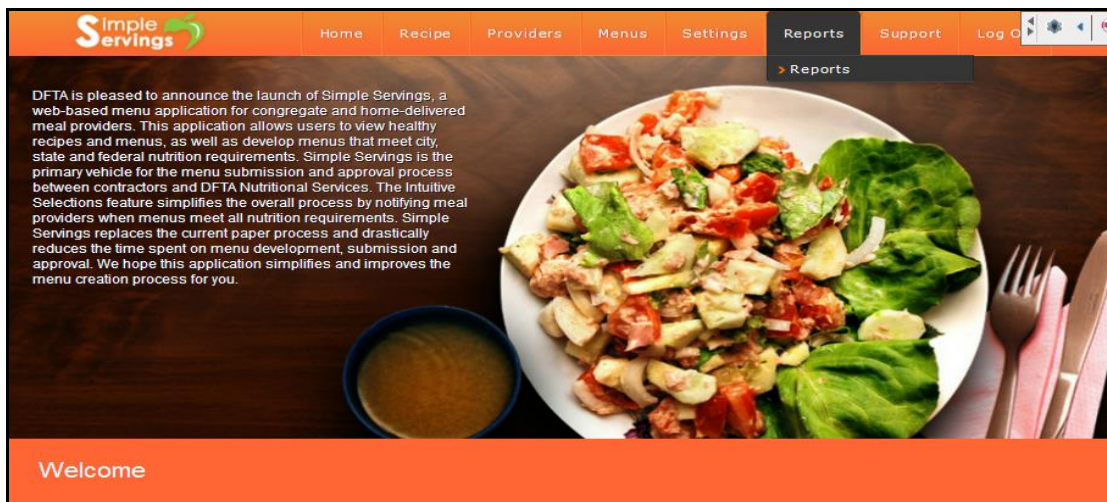 Simple Servings
Home Recipe Providers Menus Settings Reports Support Log O
> Reports
DFTA is pleased to announce the launch of Simple Servings, a
web-based menu application for congregate and home-delivered
meal providers. This application allows users to view healthy
recipes and menus, as well as develop menus that meet city,
state and federal nutrition requirements. Simple Servings is the
primary vehicle for the menu submission and approval process
between contractors and DFTA Nutritional Services. The Intuitive
Selections feature simplifies the overall process by notifying meal
providers when menus meet all nutrition requirements. Simple
Servings replaces the current paper process and drastically
reduces the time spent on menu development, submission and
approval. We hope this application simplifies and improves the
menu creation process for you.
Welcome